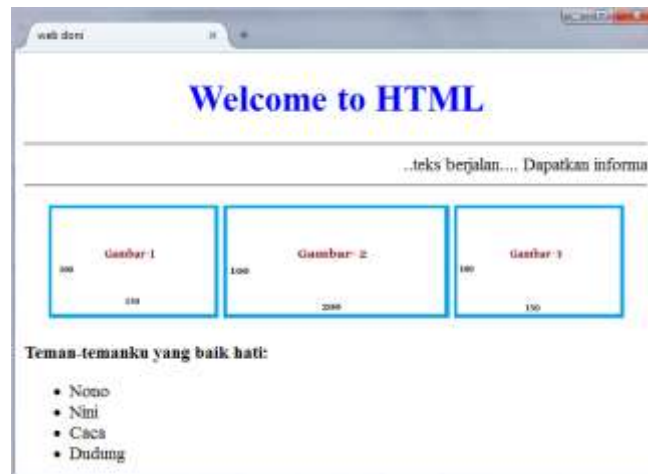 web doni
Welcome to HTML
..teks berjalan.... Dapatkan informa
Gambar-1
100
150
Gambar- 2
100
Gambar-3
100
150
Teman-temanku yang baik hati:
Nono
Nini
Caca
Dudung